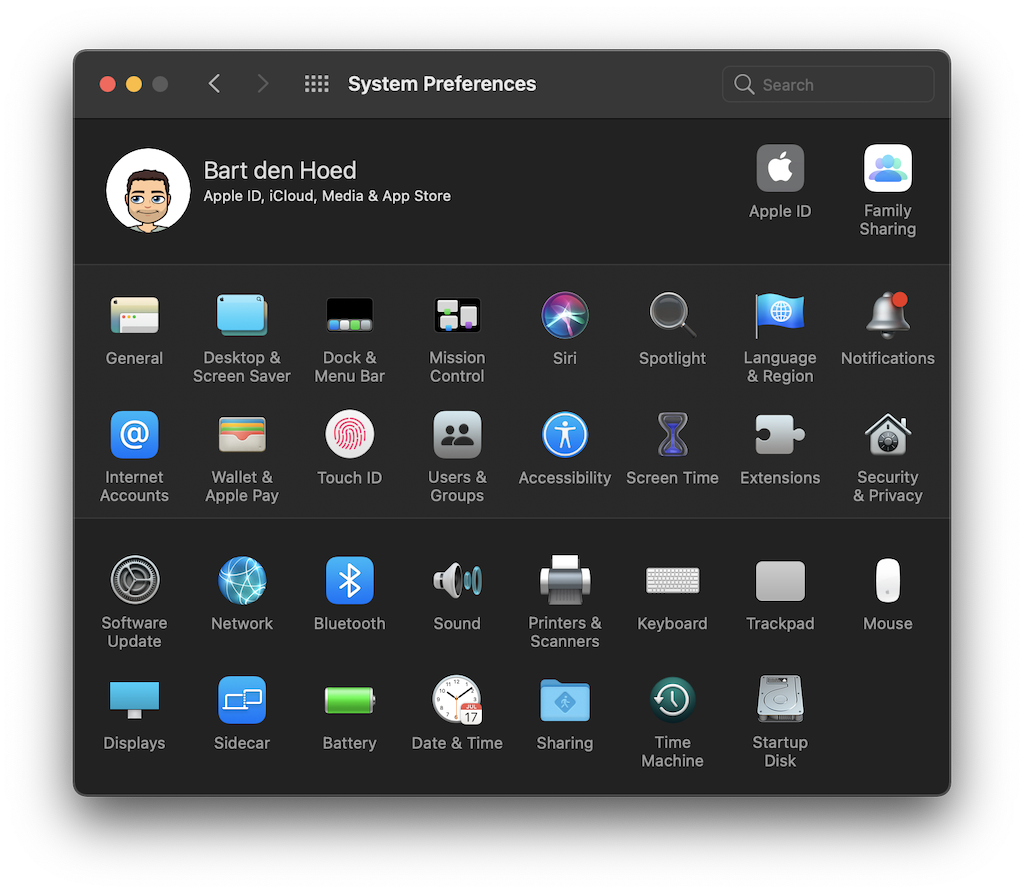 System Preferences
Search
Bart den Hoed
Apple ID, iCloud, Media & App Store
Apple ID
Family
Sharing
General
Desktop &
Screen Saver
Dock &
Menu Bar
Mission
Control
Siri
Spotlight
Language
& Region
Notifications
Internet
Accounts
Wallet &
Apple Pay
Touch ID
Users &
Groups
Accessibility
Screen Time
Extensions
Security
& Privacy
Software
Update
Network
Bluetooth
Sound
Printers &
Scanners
Keyboard
Trackpad
Mouse
Displays
Sidecar
Battery
JUL
17
Date & Time
Sharing
Time
Machine
Startup
Disk